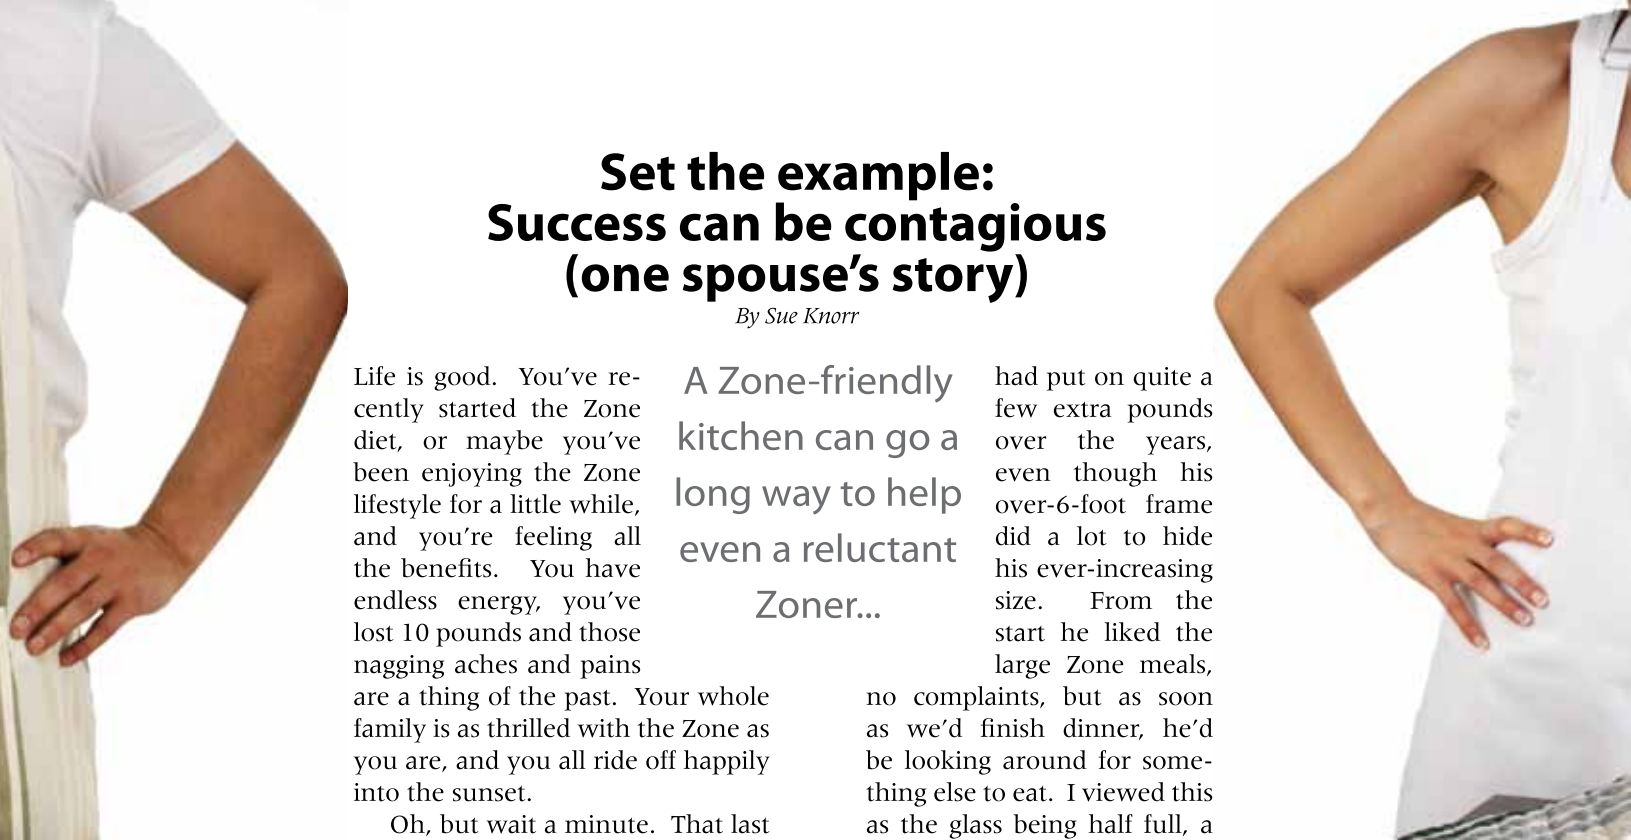 Set the example:
Success can be contagious
(one spouse's story)
By Sue Knorr
Life is good.  You've re-
cently started the Zone
diet, or maybe you've
been enjoying the Zone
lifestyle for a little while,
and you're feeling all
the benefits.  You have
endless energy, you've
lost 10 pounds and those
nagging aches and pains
are a thing of the past.  Your whole
family is as thrilled with the Zone as
you are, and you all ride off happily
into the sunset.
Oh, but wait a minute.  That last
A Zone-friendly
kitchen can go a
long way to help
even a reluctant
Zoner...
had put on quite a
few extra pounds
over the years,
even though his
over-6-foot frame
did a lot to hide
his ever-increasing
size.  From the
start he liked the
large Zone meals,
no complaints, but as soon
as we'd finish dinner, he'd
be looking around for some-
thing else to eat.  I viewed this
as the glass being half full, a